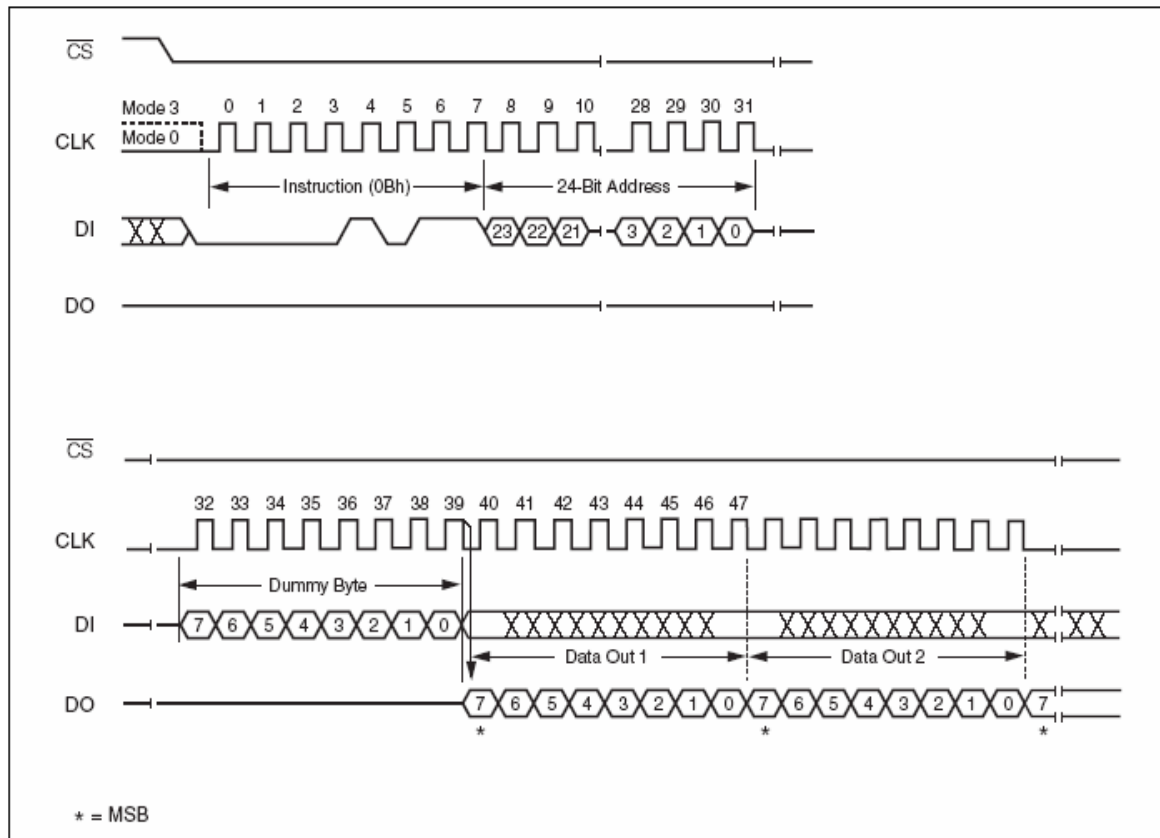 CS
Mode 3 0 1 2 3 4 5 6 7 8 9 10 28 29 30 31
CLK Mode 0
Instruction (0Bh) 24-Bit Address
DI 23 22 21 3 2 1 0
DO
CS
32 33 34 35 36 37 38 39 40 41 42 43 44 45 46 47
CLK
Dummy Byte
DI 7 6 5 4 3 2 1 0
Data Out 1 Data Out 2
DO 7 6 5 4 3 2 1 0 7 6 5 4 3 2 1 0 7
* * *
* = MSB